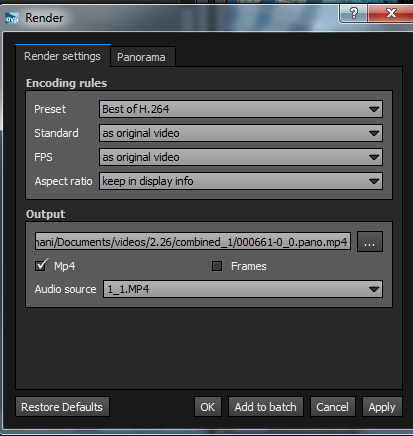 avp Render
? X
Render settings Panorama
Encoding rules
Preset Best of H.264
Standard as original video
FPS as original video
Aspect ratio keep in display info
Output
nani/Documents/videos/2.26/combined_1/000661-0_0.pano.mp4 ...
Mp4 Frames
Audio source 1_1.MP4
Restore Defaults OK Add to batch Cancel Apply